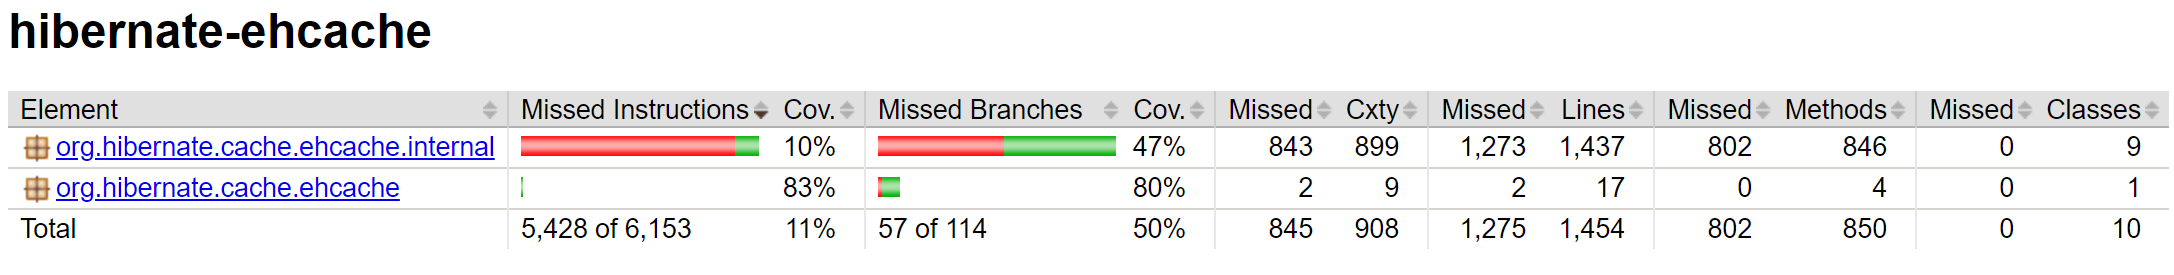 hibernate-ehcache
Element Missed Instructions Cov. Missed Branches Cov. Missed Cxty Missed Lines Missed Methods Missed Classes
org.hibernate.cache.ehcache.internal 10% 47% 843 899 1,273 1,437 802 846 0 9
org.hibernate.cache.ehcache 83% 80% 2 9 2 17 0 4 0 1
Total 5,428 of 6,153 11% 57 of 114 50% 845 908 1,275 1,454 802 850 0 10